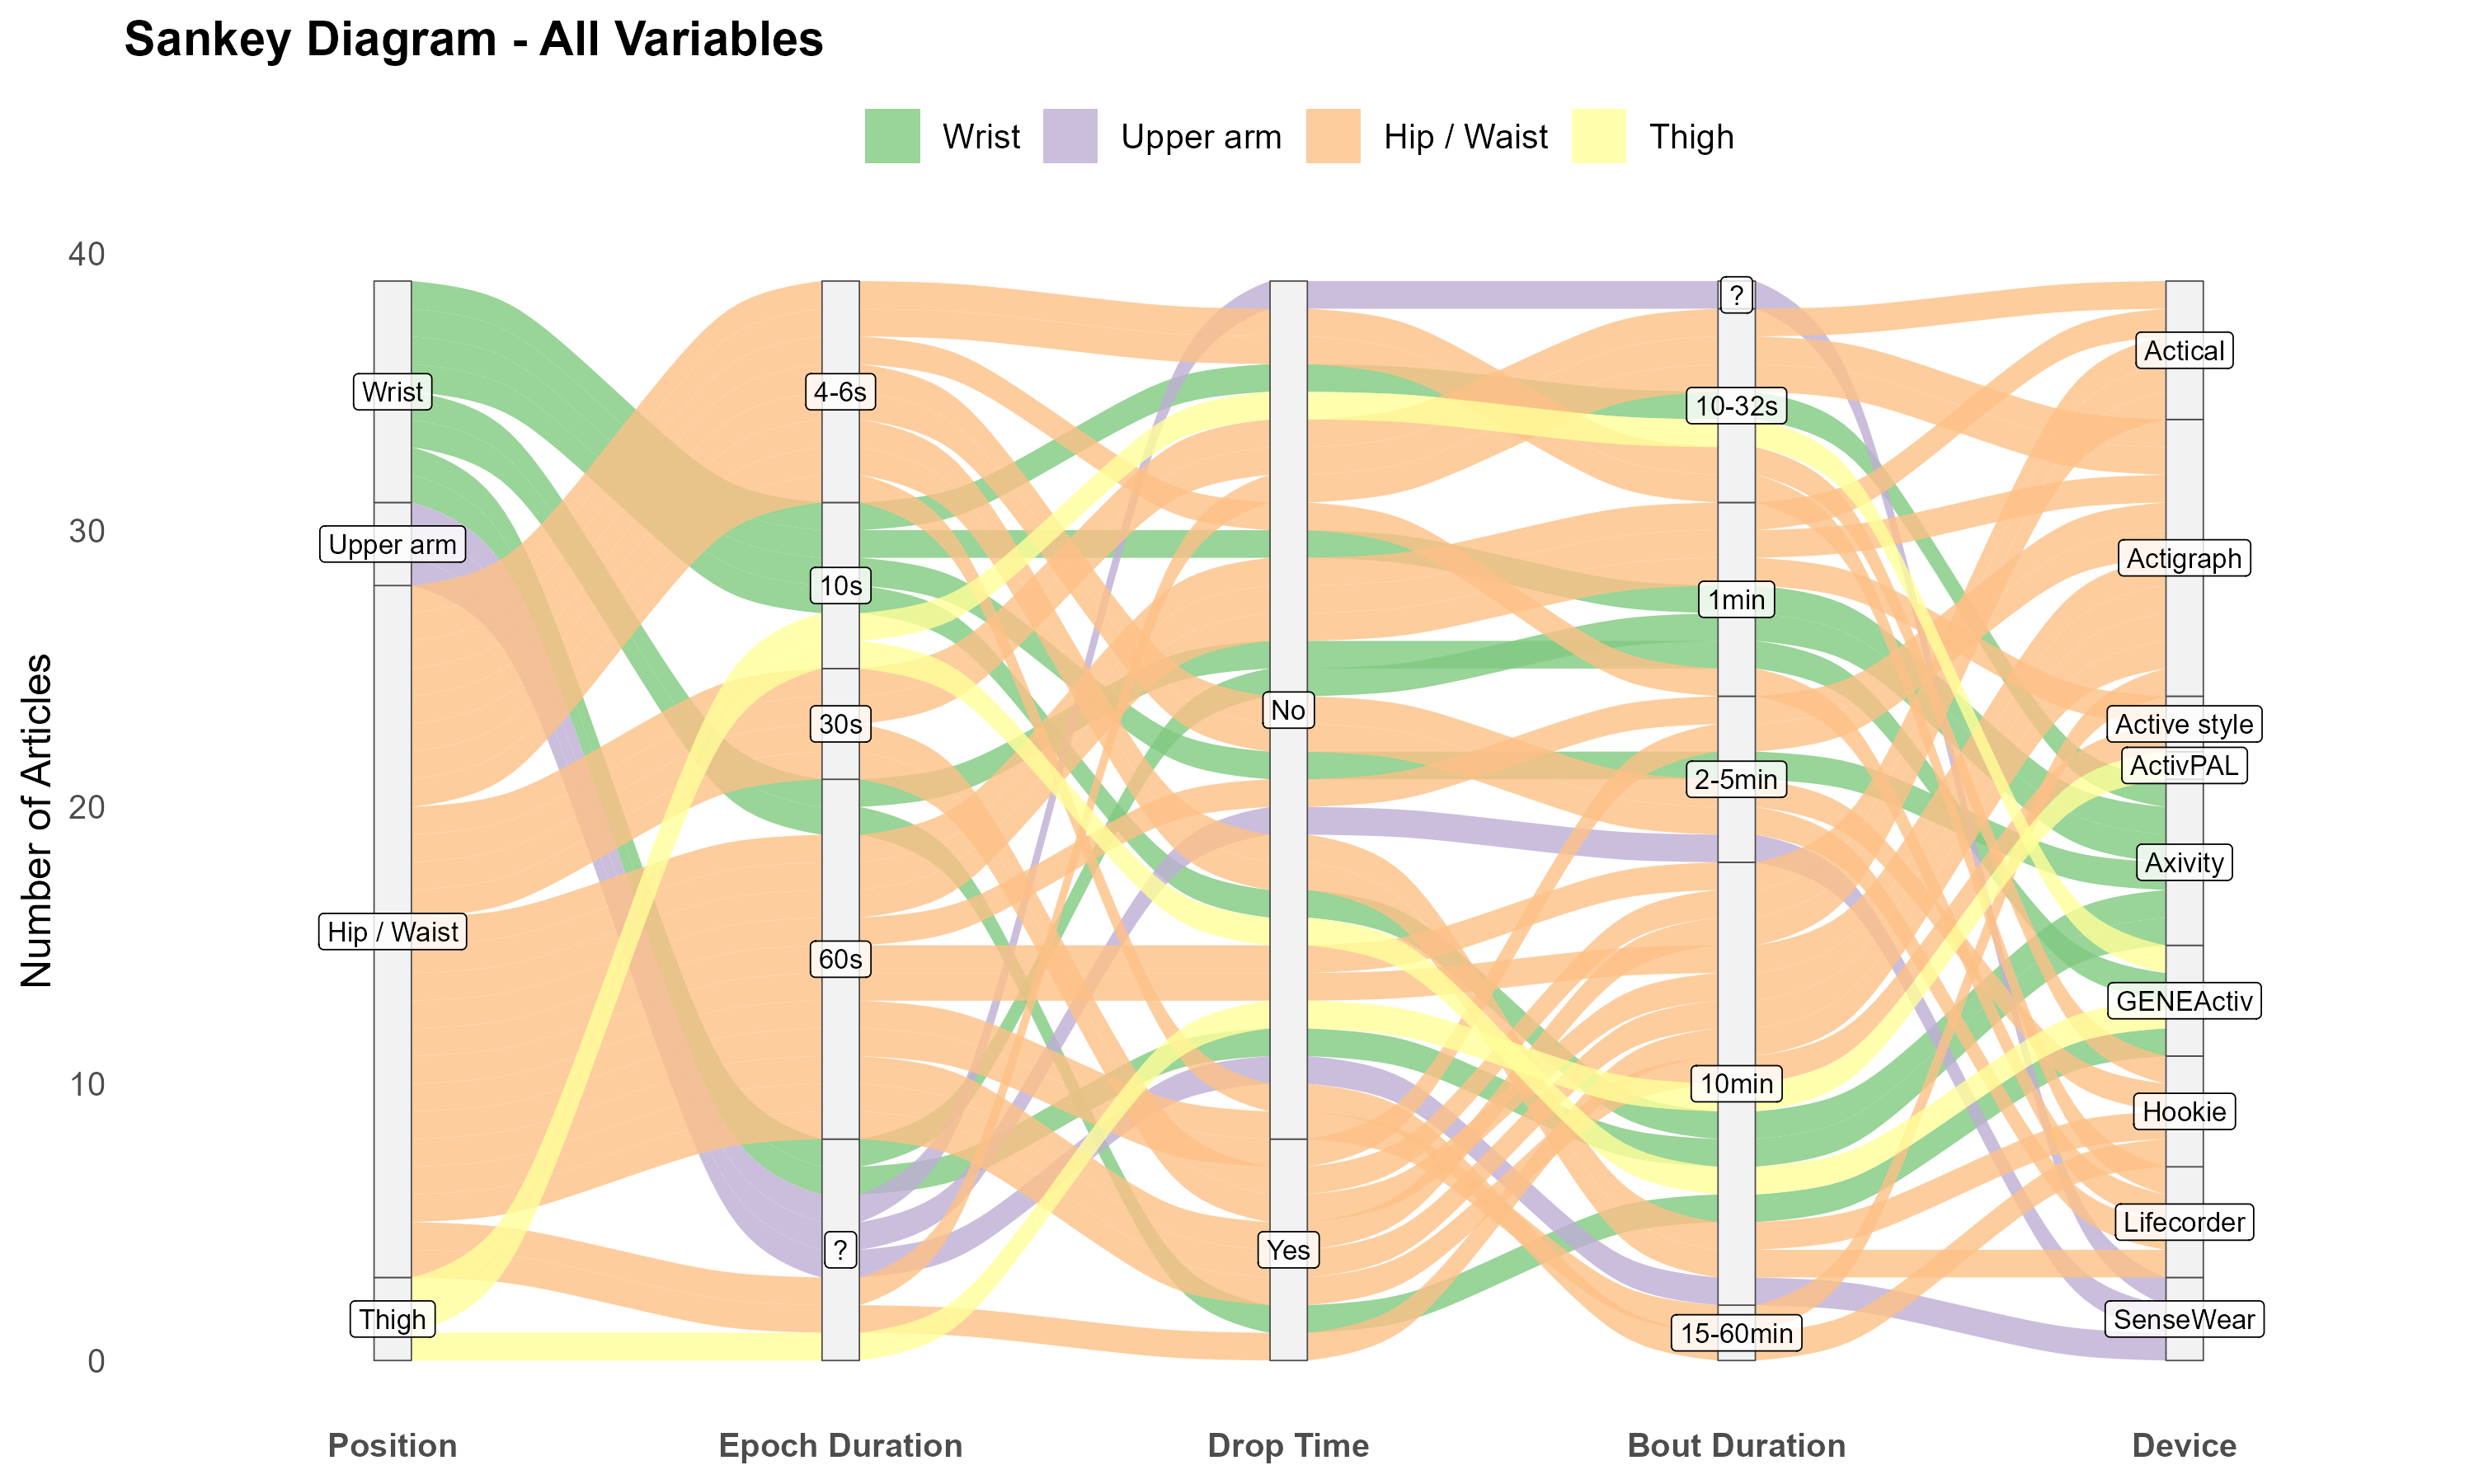 Sankey Diagram - All Variables
Wrist Upper arm Hip / Waist Thigh
Number of Articles
40
30
20
10
0
Wrist
Upper arm
Hip / Waist
Thigh
4-6s
10s
30s
60s
?
No
Yes
?
10-32s
1min
2-5min
10min
15-60min
Actical
Actigraph
Active style
ActivPAL
Axivity
GENEActiv
Hookie
Lifecorder
SenseWear
Position Epoch Duration Drop Time Bout Duration Device